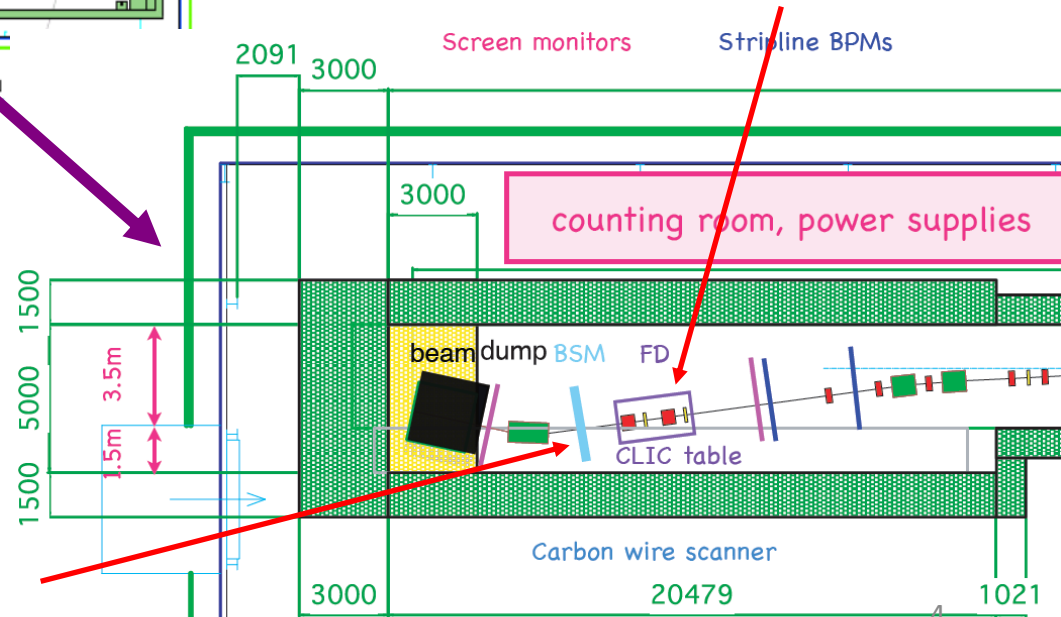 Screen monitors
Stripline BPMs
2091
3000
3000
counting room, power supplies
1500
3.5m
5000
1.5m
1500
beam dump
BSM
FD
CLIC table
Carbon wire scanner
3000
20479
1021
4